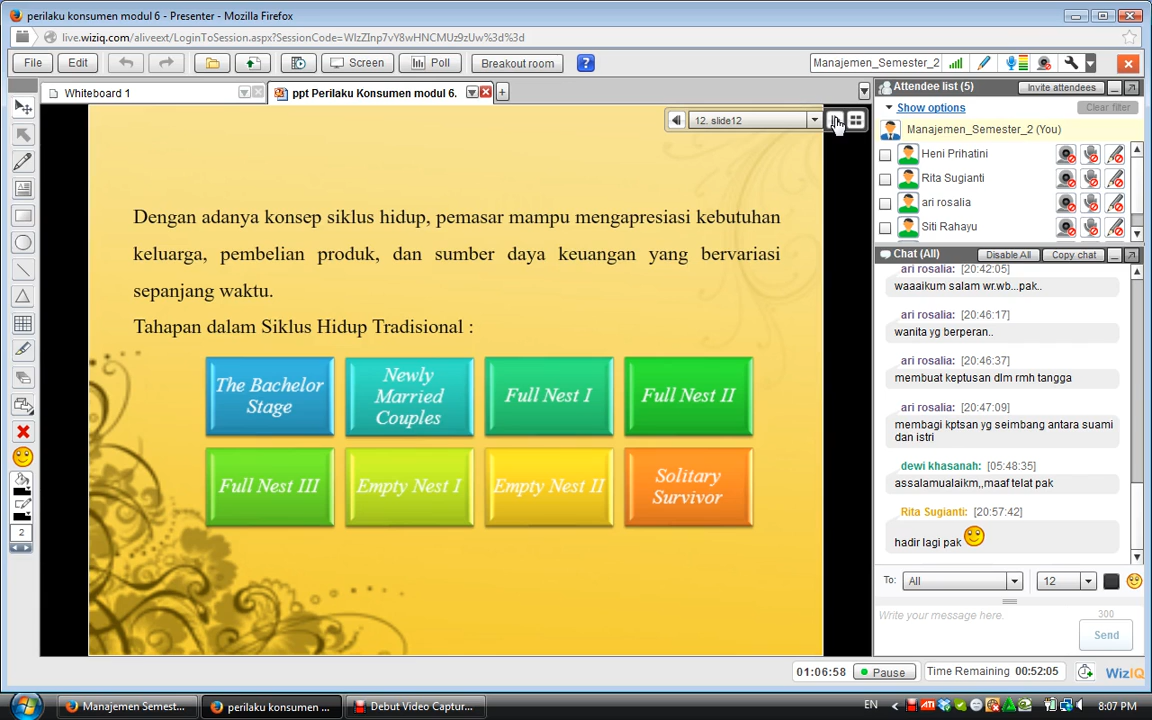 perilaku konsumen modul 6 - Presenter - Mozilla Firefox
live.wiziq.com/aliveext/LoginToSession.aspx?SessionCode=WIzZInp7vY8wHNCMUz9zUw%3d%3d
File Edit Screen Poll Breakout room ? Manajemen_Semester_2
Whiteboard 1 ppt Perilaku Konsumen modul 6.
12. slide12
Dengan adanya konsep siklus hidup, pemasar mampu mengapresiasi kebutuhan
keluarga, pembelian produk, dan sumber daya keuangan yang bervariasi
sepanjang waktu.
Tahapan dalam Siklus Hidup Tradisional :
The Bachelor
Stage
Newly
Married
Couples
Full Nest I
Full Nest II
Full Nest III
Empty Nest I
Empty Nest II
Solitary
Survivor
2
Attendee list (5) Invite attendees
Show options Clear filter
Manajemen_Semester_2 (You)
Heni Prihatini
Rita Sugianti
ari rosalia
Siti Rahayu
Chat (All) Disable All Copy chat
ari rosalia: [20:42:05]
waaaikum salam wr.wb...pak..
ari rosalia: [20:46:17]
wanita yg berperan..
ari rosalia: [20:46:37]
membuat keptusan dlm rmh tangga
ari rosalia: [20:47:09]
membagi kptsan yg seimbang antara suami
dan istri
dewi khasanah: [05:48:35]
assalamualaikm,,maaf telat pak
Rita Sugianti: [20:57:42]
hadir lagi pak
To: All 12
Write your message here. 300
Send
01:06:58 Pause Time Remaining 00:52:05 WizIQ
Manajemen Semest... perilaku konsumen ... Debut Video Captur... EN 8:07 PM